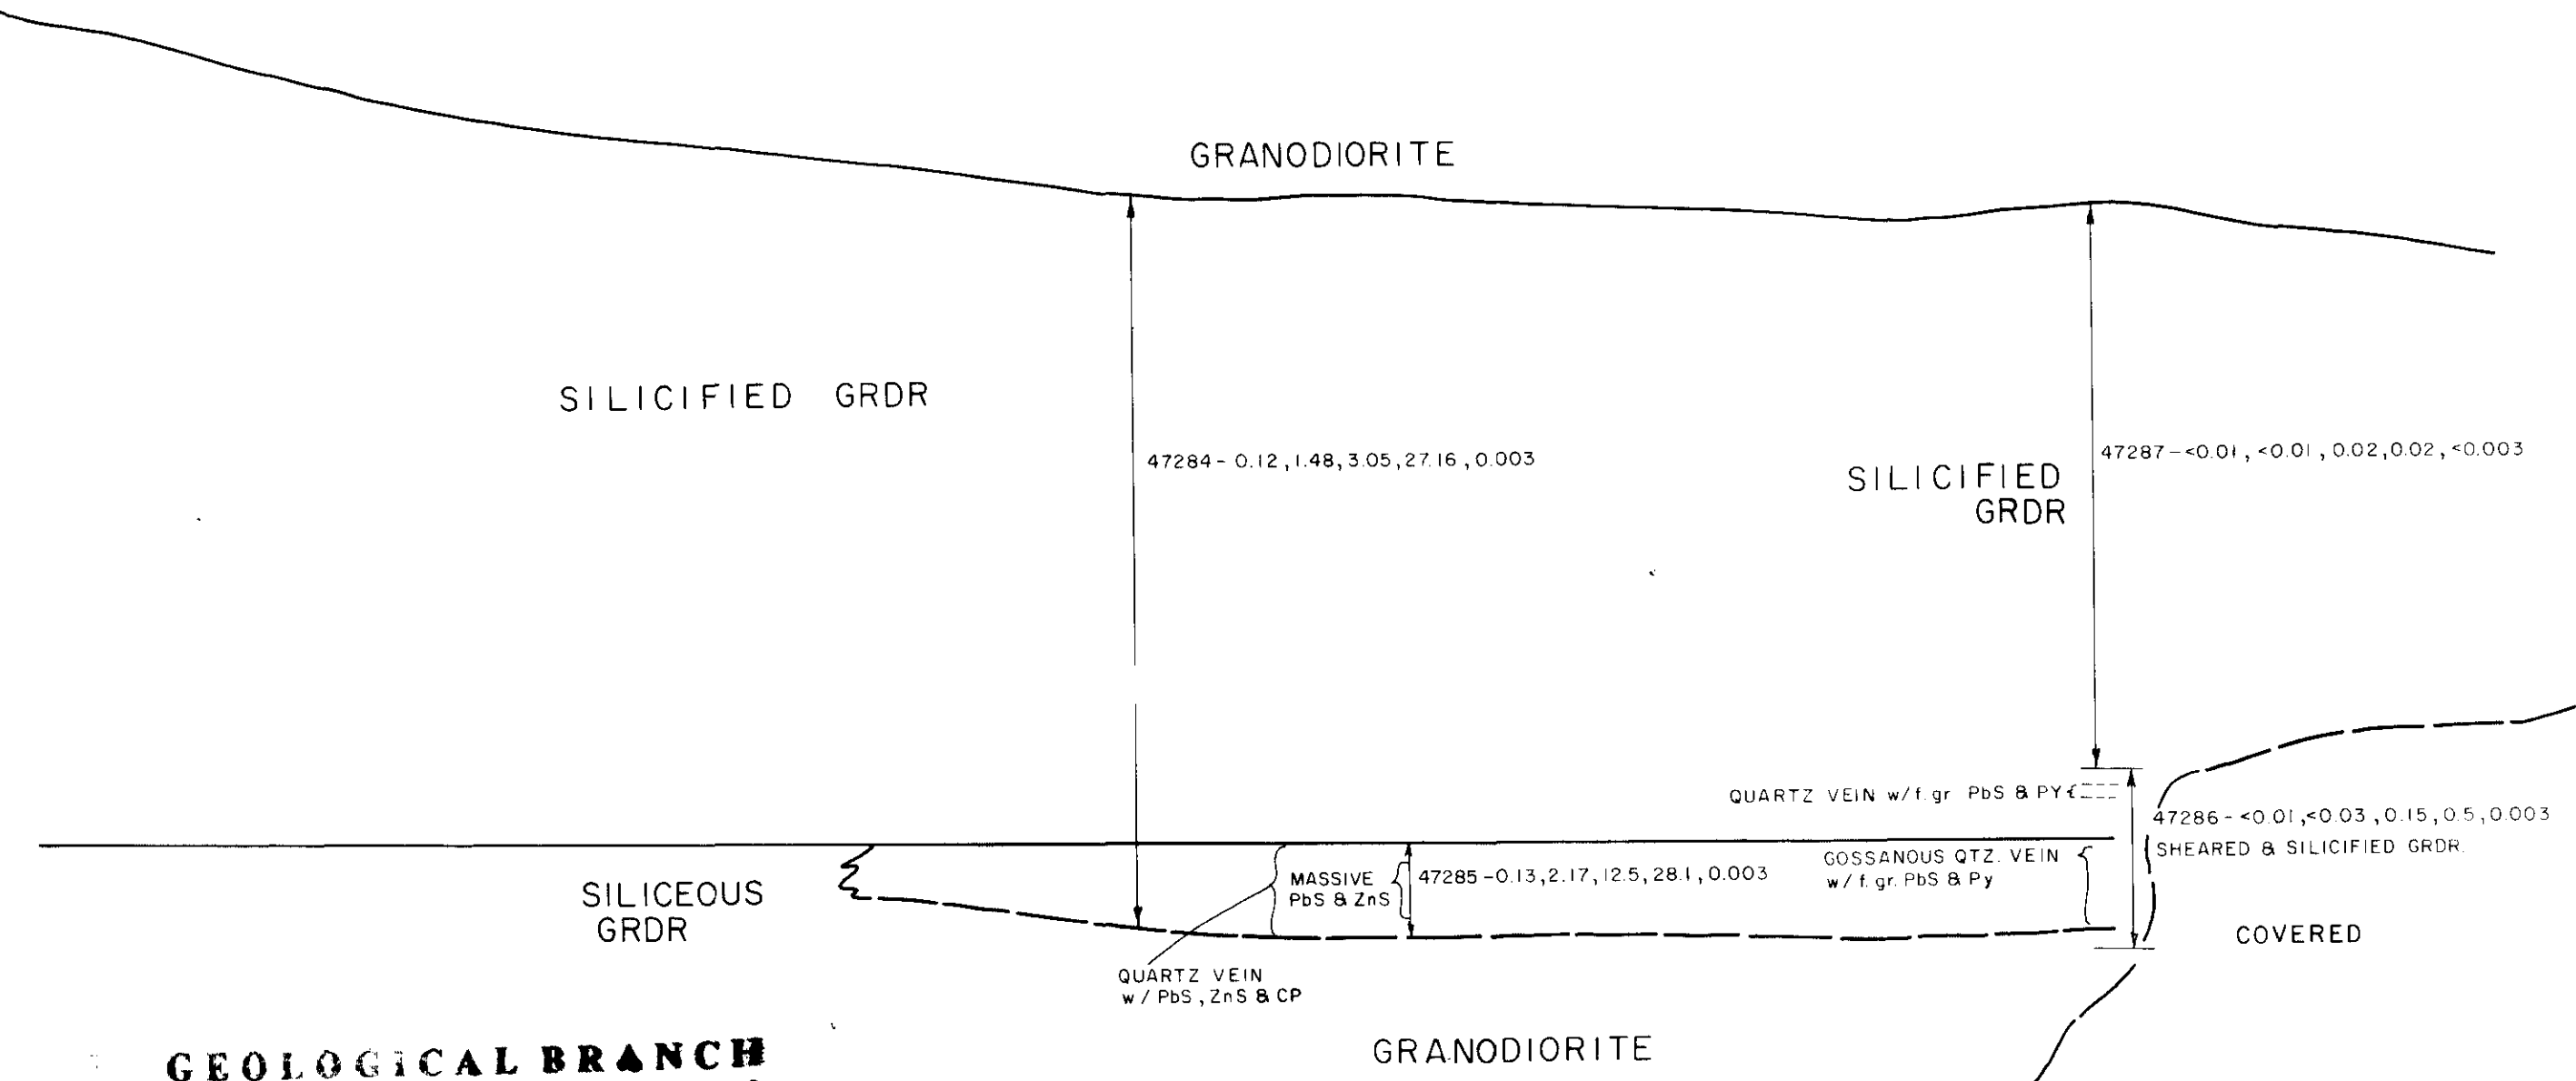 GRANODIORITE
SILICIFIED GRDR
47284-0.12,1.48,3.05,27.16,0.003
SILICIFIED
GRDR
47287-<0.01,<0.01,0.02,0.02,<0.003
QUARTZ VEIN w/f.gr PbS & PY
47286-<0.01,<0.03,0.15,0.5,0.003
SHEARED & SILICIFIED GRDR.
SILICEOUS
GRDR
MASSIVE
PbS & ZnS
47285-0.13,2.17,12.5,28.1,0.003
GOSSANOUS QTZ. VEIN
w/f.gr. PbS & Py
COVERED
QUARTZ VEIN
w/PbS, ZnS & CP
GRANODIORITE
GEOLOGICAL BRANCH